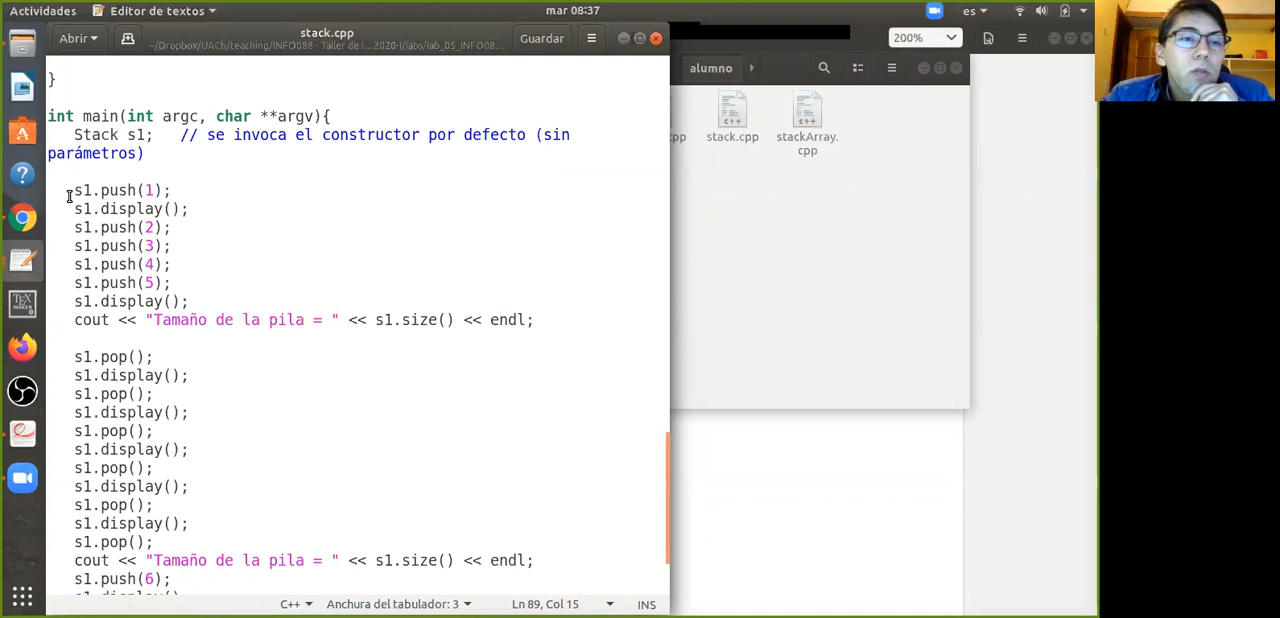 Actividades
Editor de textos
mar 08:37
es
Abrir
stack.cpp
~/Dropbox/UACh/teaching/INFO088 - Taller de I... 2020-I/labs/lab_05_INFO08...
Guardar
200%
alumno
}
int main(int argc, char **argv){
Stack s1;   // se invoca el constructor por defecto (sin
parámetros)
s1.push(1);
s1.display();
s1.push(2);
s1.push(3);
s1.push(4);
s1.push(5);
s1.display();
cout << "Tamaño de la pila = " << s1.size() << endl;
s1.pop();
s1.display();
s1.pop();
s1.display();
s1.pop();
s1.display();
s1.pop();
s1.display();
s1.pop();
s1.display();
s1.pop();
cout << "Tamaño de la pila = " << s1.size() << endl;
s1.push(6);
C++
Anchura del tabulador: 3
Ln 89, Col 15
INS
pp
stack.cpp
stackArray.
cpp